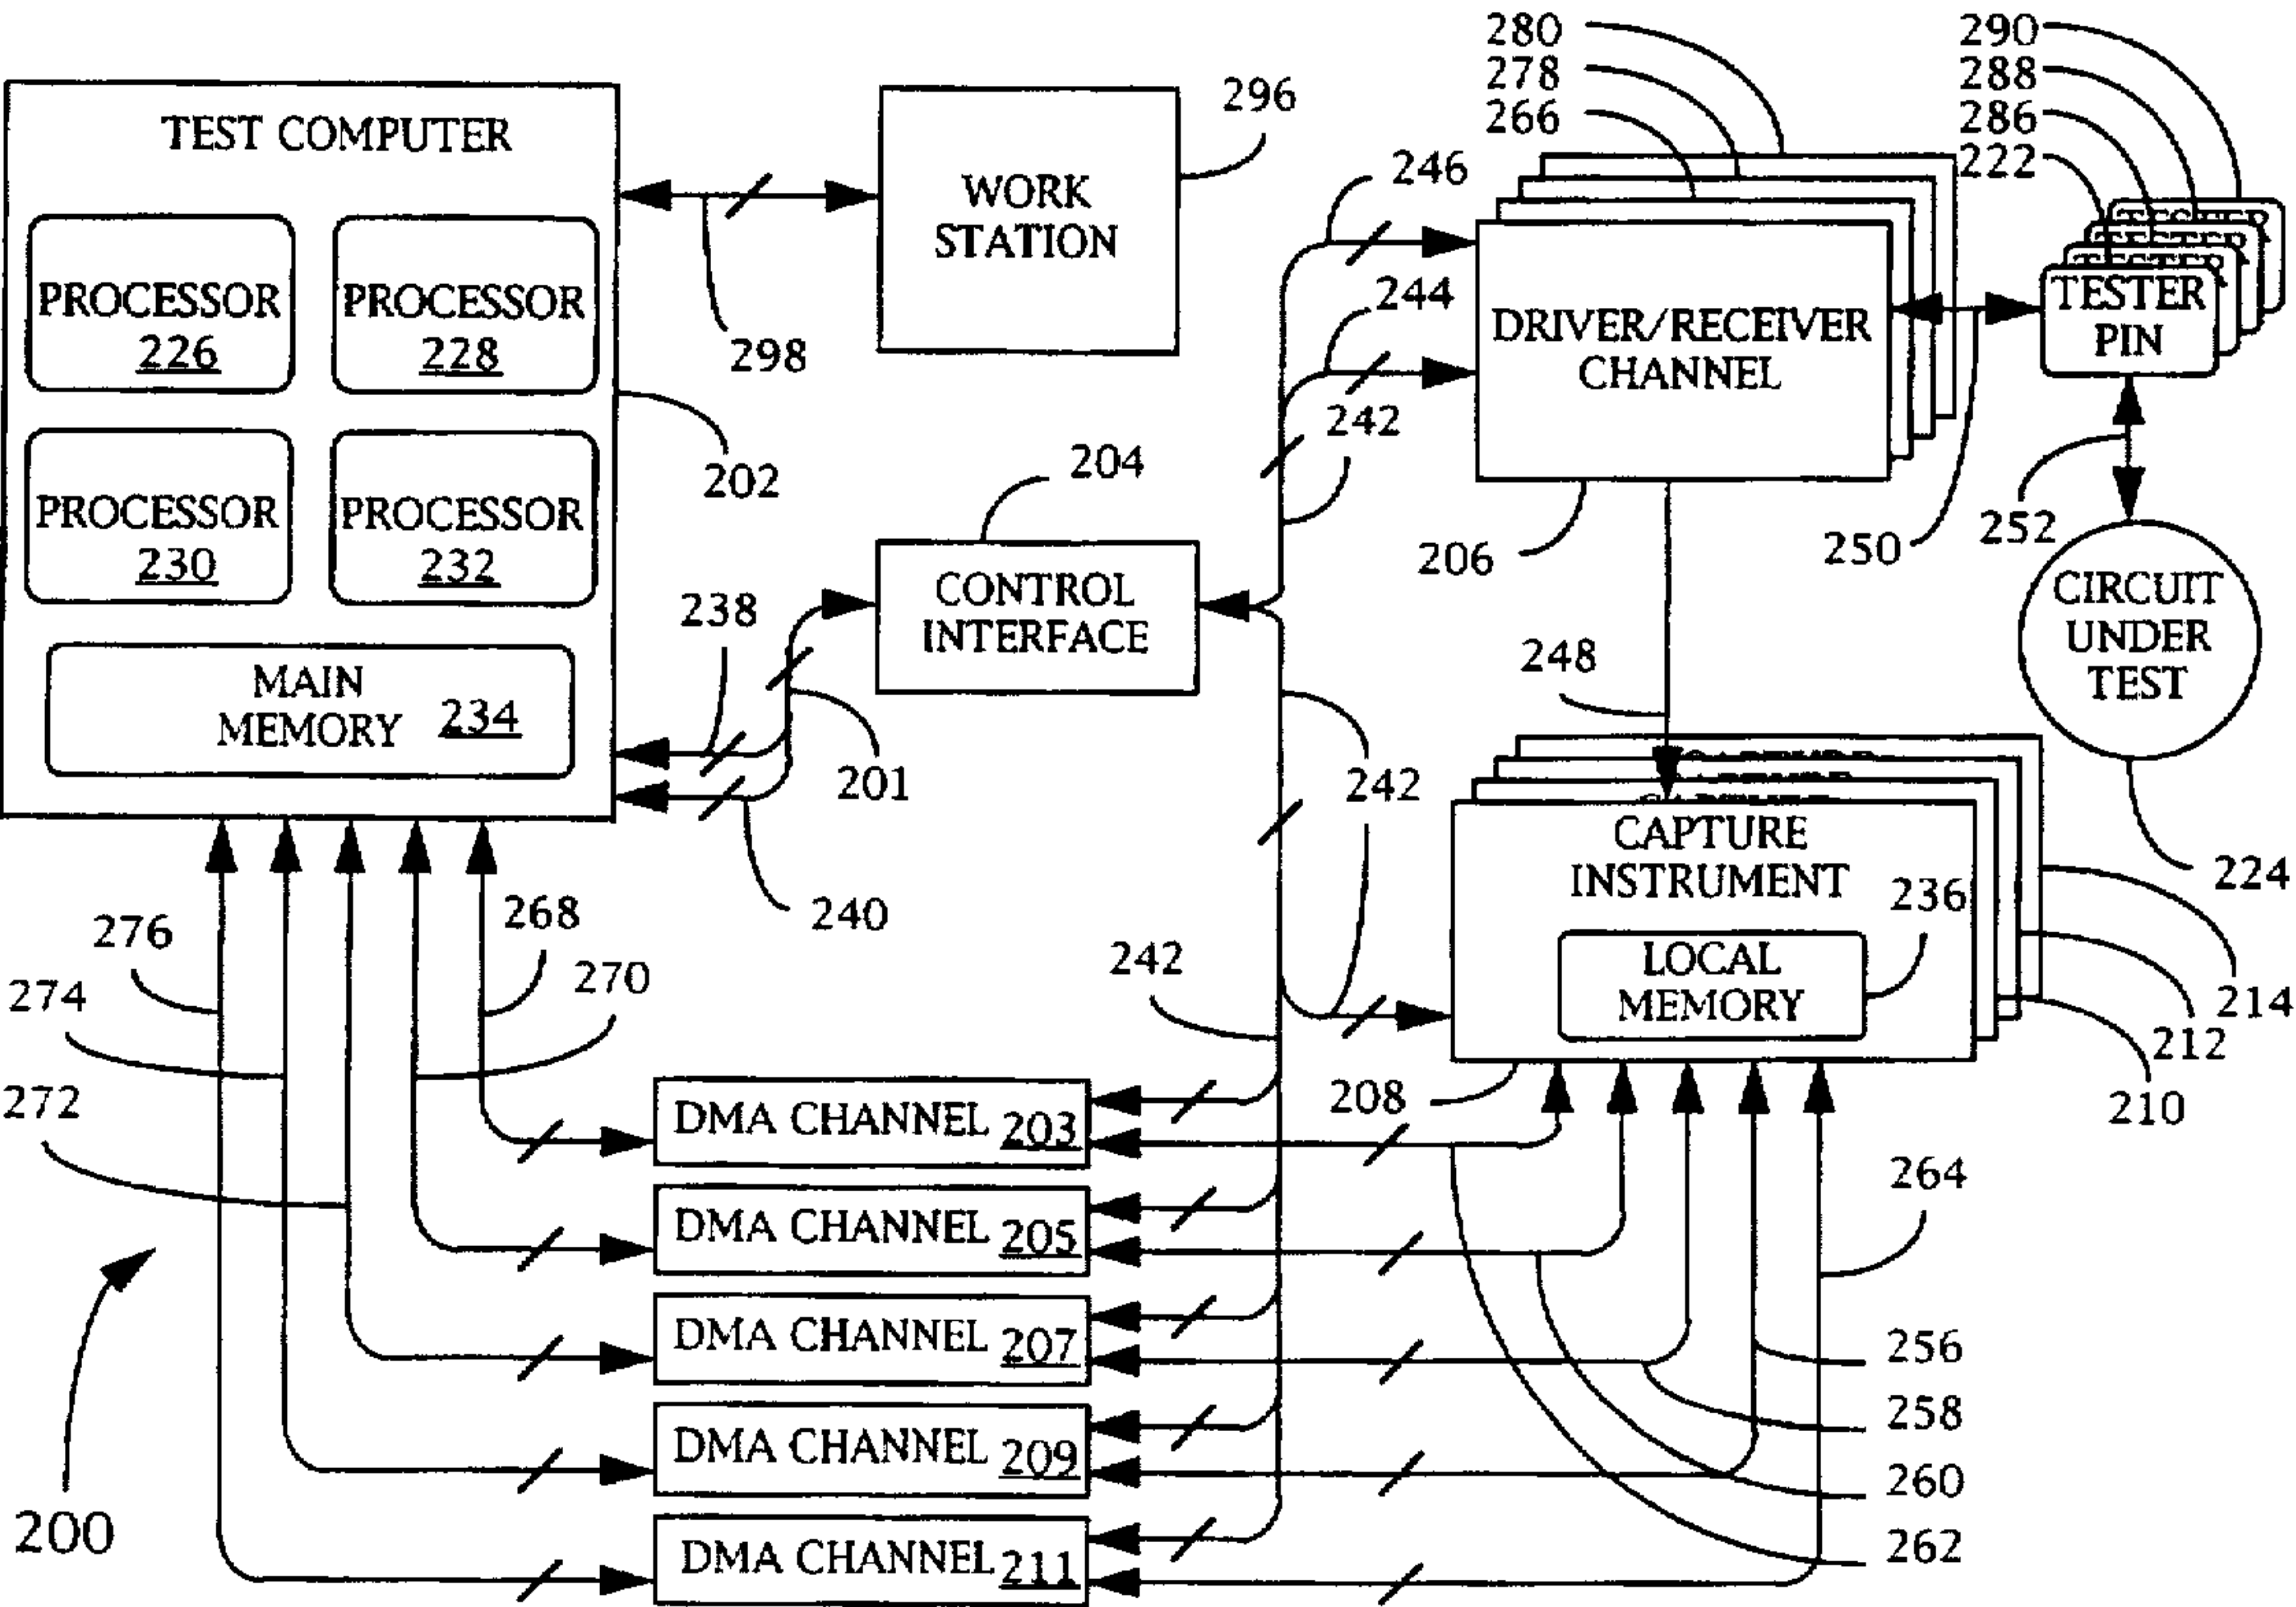 280
278
266
290
288
286
222
TEST COMPUTER
PROCESSOR
226
PROCESSOR
228
PROCESSOR
230
PROCESSOR
232
MAIN
MEMORY 234
202
298
WORK
STATION
296
246
244
242
DRIVER/RECEIVER
CHANNEL
206
250
TESTER
TESTER
TESTER
TESTER
PIN
252
CIRCUIT
UNDER
TEST
224
204
CONTROL
INTERFACE
238
201
240
242
248
CAPTURE
INSTRUMENT
236
LOCAL
MEMORY
214
212
210
208
276
274
272
268
270
242
DMA CHANNEL 203
DMA CHANNEL 205
DMA CHANNEL 207
DMA CHANNEL 209
DMA CHANNEL 211
264
256
258
260
262
200